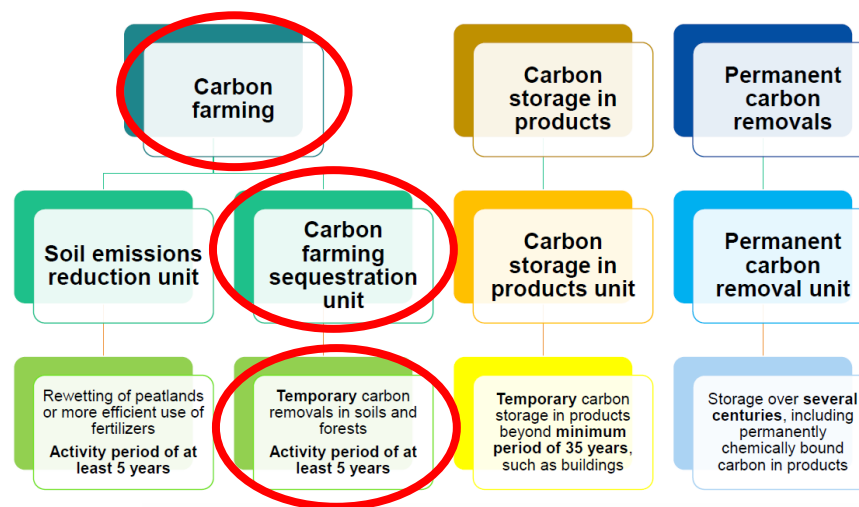 Carbon
farming
Carbon
storage in
products
Permanent
carbon
removals
Soil emissions
reduction unit
Carbon
farming
sequestration
unit
Carbon
storage in
products unit
Permanent
carbon
removal unit
Rewetting of peatlands
or more efficient use of
fertilizers
Activity period of at
least 5 years
Temporary carbon
removals in soils and
forests
Activity period of at
least 5 years
Temporary carbon
storage in products
beyond minimum
period of 35 years,
such as buildings
Storage over several
centuries, including
permanently
chemically bound
carbon in products